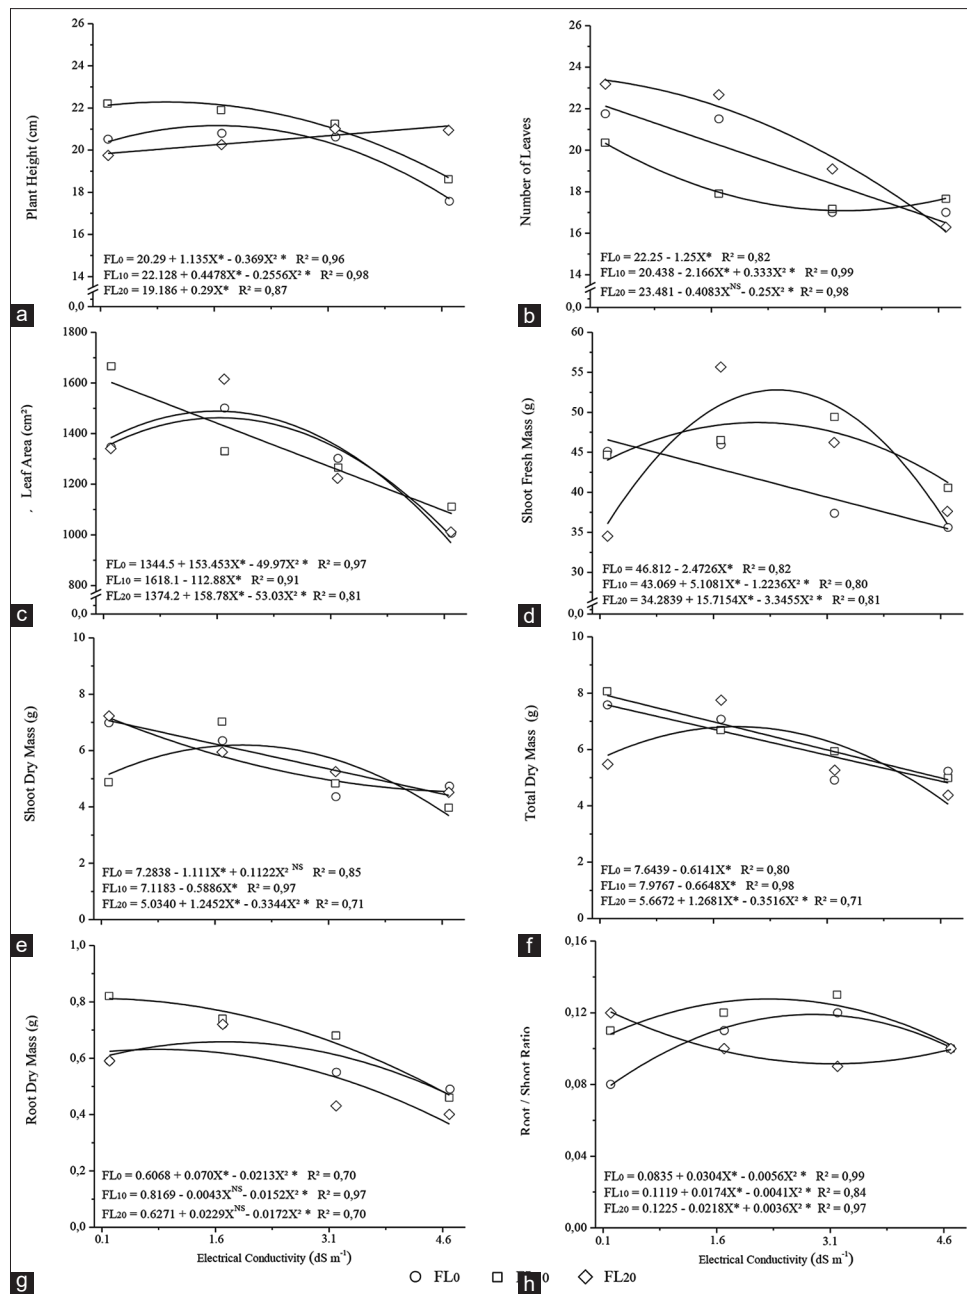 26
24
22
20
18
16
14
0,0
Plant Height (cm)
FL0 = 20.29 + 1.135X* - 0.369X² * R² = 0,96
FL10 = 22.128 + 0.4478X* - 0.2556X² * R² = 0,98
FL20 = 19.186 + 0.29X* R² = 0,87
a
26
24
22
20
18
16
14
0,0
Number of Leaves
FL0 = 22.25 - 1.25X* R² = 0,82
FL10 = 20.438 - 2.166X* + 0.333X² * R² = 0,99
FL20 = 23.481 - 0.4083X NS - 0.25X² * R² = 0,98
b
1800
1600
1400
1200
1000
800
0,0
Leaf Area (cm²)
FL0 = 1344.5 + 153.453X* - 49.97X² * R² = 0,97
FL10 = 1618.1 - 112.88X* R² = 0,91
FL20 = 1374.2 + 158.78X* - 53.03X² * R² = 0,81
c
60
55
50
45
40
35
30
0,0
Shoot Fresh Mass (g)
FL0 = 46.812 - 2.4726X* R² = 0,82
FL10 = 43.069 + 5.1081X* - 1.2236X² * R² = 0,80
FL20 = 34.2839 + 15.7154X* - 3.3455X² * R² = 0,81
d
10
8
6
4
2
0
Shoot Dry Mass (g)
FL0 = 7.2838 - 1.111X* + 0.1122X² NS R² = 0,85
FL10 = 7.1183 - 0.5886X* R² = 0,97
FL20 = 5.0340 + 1.2452X* - 0.3344X² * R² = 0,71
e
10
8
6
4
2
0
Total Dry Mass (g)
FL0 = 7.6439 - 0.6141X* R² = 0,80
FL10 = 7.9767 - 0.6648X* R² = 0,98
FL20 = 5.6672 + 1.2681X* - 0.3516X² * R² = 0,71
f
1,0
0,8
0,6
0,4
0,2
0,0
Root Dry Mass (g)
FL0 = 0.6068 + 0.070X* - 0.0213X² * R² = 0,70
FL10 = 0.8169 - 0.0043X NS - 0.0152X² * R² = 0,97
FL20 = 0.6271 + 0.0229X NS - 0.0172X² * R² = 0,70
0.1 1.6 3.1 4.6
Electrical Conductivity (dS m⁻¹)
g
0,16
0,12
0,08
0,04
0,00
Root / Shoot Ratio
FL0 = 0.0835 + 0.0304X* - 0.0056X² * R² = 0,99
FL10 = 0.1119 + 0.0174X* - 0.0041X² * R² = 0,84
FL20 = 0.1225 - 0.0218X* + 0.0036X² * R² = 0,97
0.1 1.6 3.1 4.6
Electrical Conductivity (dS m⁻¹)
h
FL0 FL20